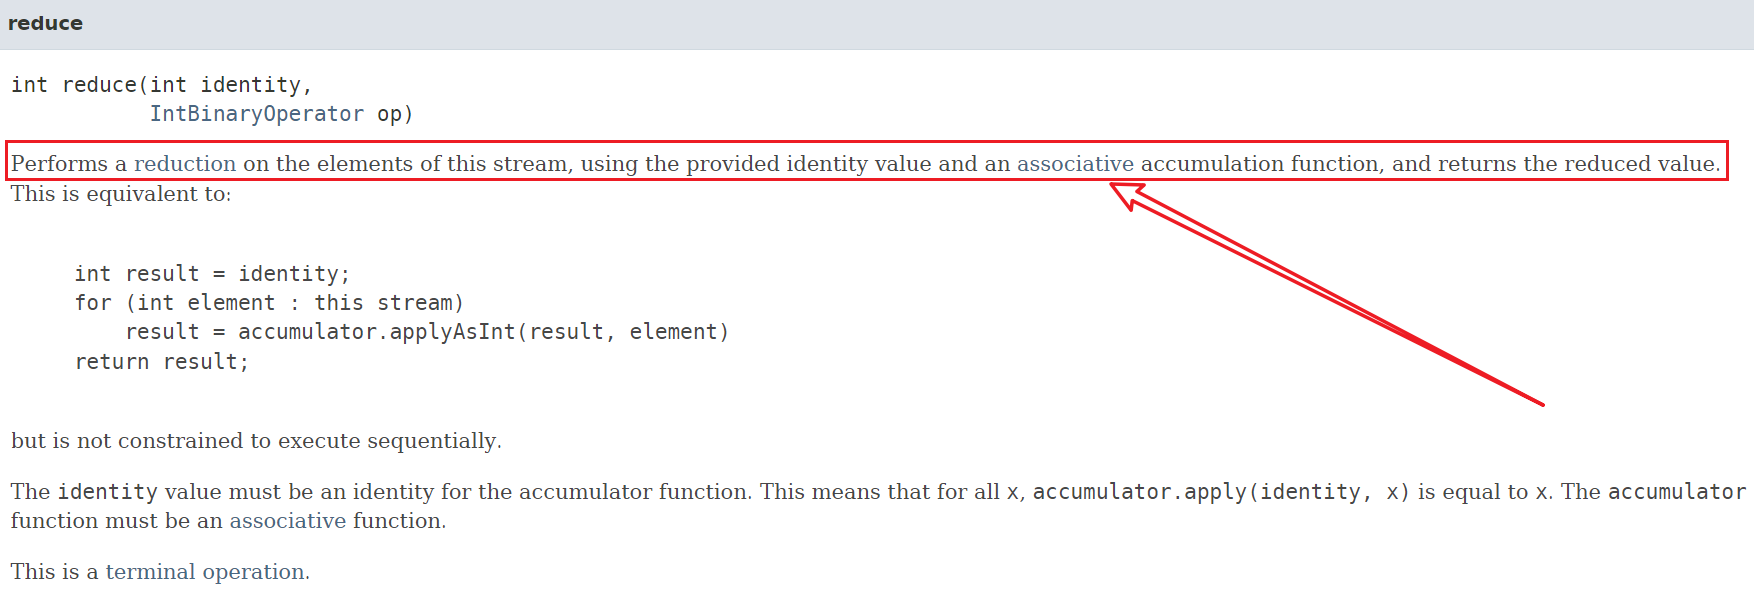 reduce
int reduce(int identity,
IntBinaryOperator op)
Performs a reduction on the elements of this stream, using the provided identity value and an associative accumulation function, and returns the reduced value.
This is equivalent to:
int result = identity;
for (int element : this stream)
result = accumulator.applyAsInt(result, element)
return result;
but is not constrained to execute sequentially.
The identity value must be an identity for the accumulator function. This means that for all x, accumulator.apply(identity, x) is equal to x. The accumulator
function must be an associative function.
This is a terminal operation.